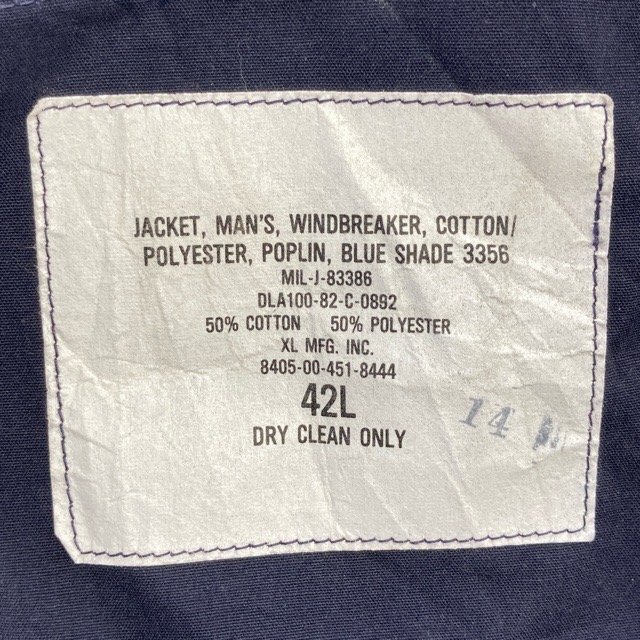 JACKET, MAN'S, WINDBREAKER, COTTON/
POLYESTER, POPLIN, BLUE SHADE 3356
MIL-J-83386
DLA100-82-C-0892
50% COTTON 50% POLYESTER
XL MFG. INC.
8405-00-451-8444
42L
14
DRY CLEAN ONLY